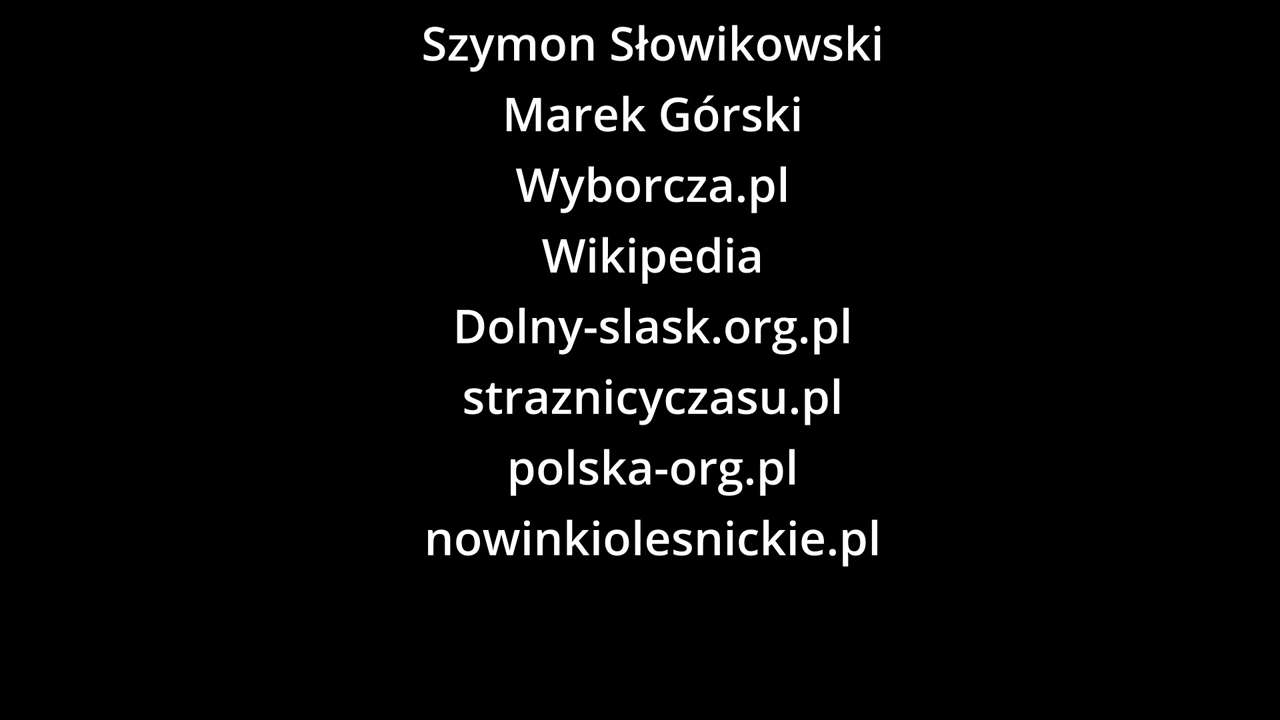 Szymon Słowikowski
Marek Górski
Wyborcza.pl
Wikipedia
Dolny-slask.org.pl
straznicyczasu.pl
polska-org.pl
nowinkiolesnickie.pl